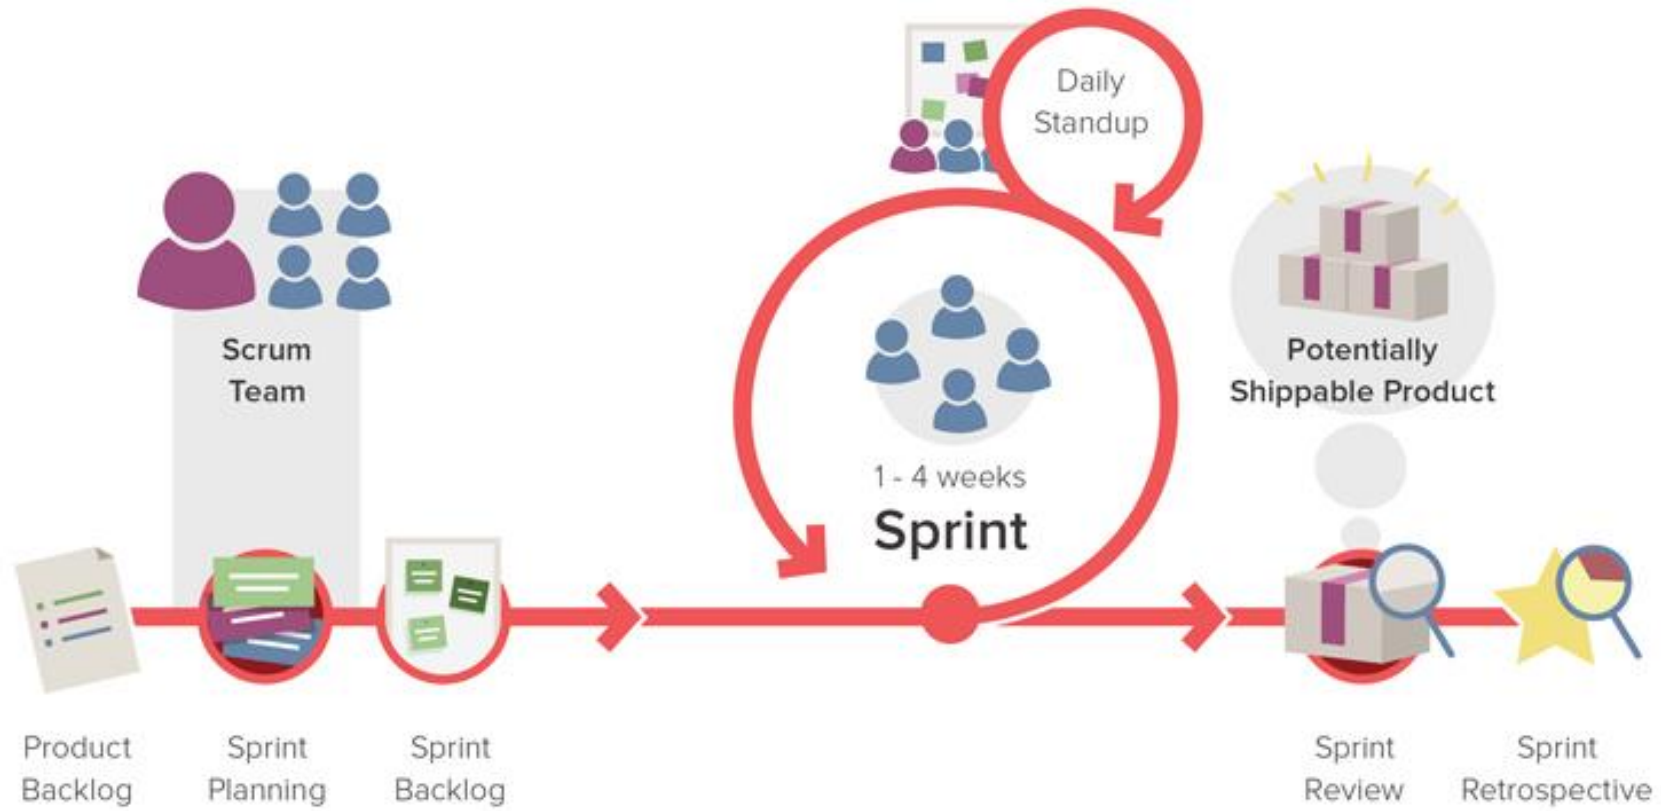 Daily
Standup
Scrum
Team
1 - 4 weeks
Sprint
Potentially
Shippable Product
Product
Backlog
Sprint
Planning
Sprint
Backlog
Sprint
Review
Sprint
Retrospective